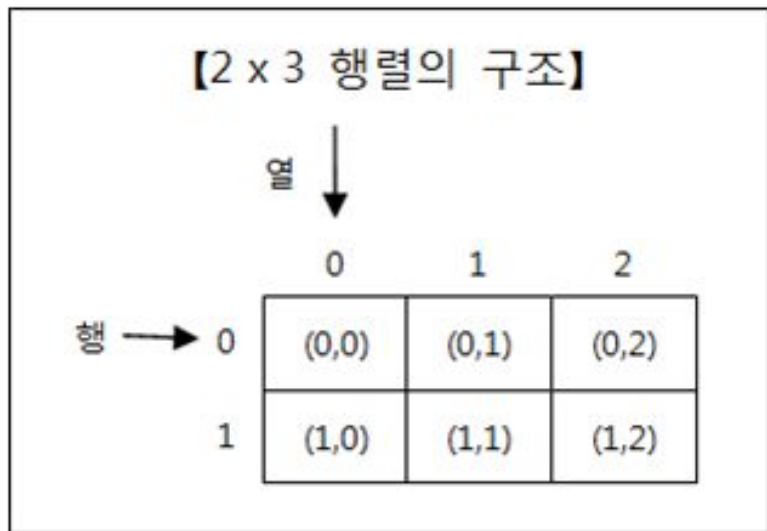 【2 x 3 행렬의 구조】
열
0 1 2
행 0 (0,0) (0,1) (0,2)
1 (1,0) (1,1) (1,2)